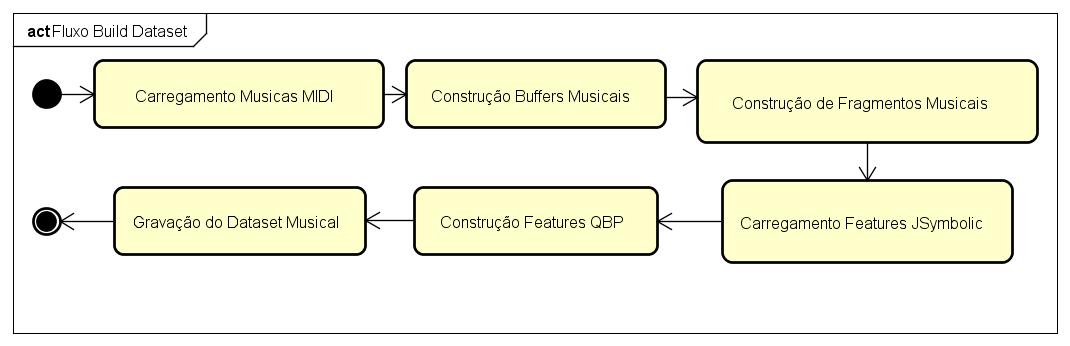 act Fluxo Build Dataset
Carregamento Musicas MIDI
Construção Buffers Musicais
Construção de Fragmentos Musicais
Gravação do Dataset Musical
Construção Features QBP
Carregamento Features JSymbolic